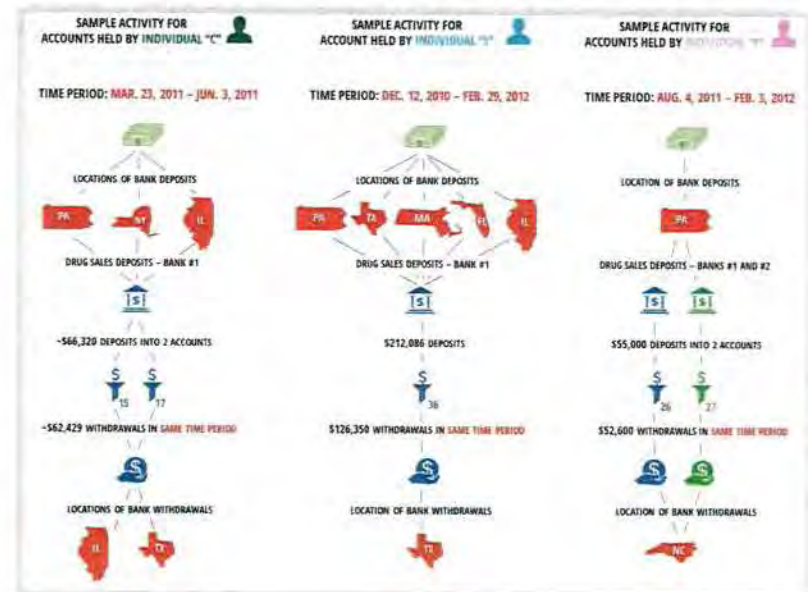 SAMPLE ACTIVITY FOR
ACCOUNTS HELD BY INDIVIDUAL "C"
TIME PERIOD: MAR. 23, 2011 – JUN. 3, 2011
LOCATIONS OF BANK DEPOSITS
PA
NY
IL
DRUG SALES DEPOSITS – BANK #1
~$66,320 DEPOSITS INTO 2 ACCOUNTS
15
17
~$62,429 WITHDRAWALS IN SAME TIME PERIOD
LOCATIONS OF BANK WITHDRAWALS
IL
TX
SAMPLE ACTIVITY FOR
ACCOUNT HELD BY INDIVIDUAL
TIME PERIOD: DEC. 12, 2010 – FEB. 29, 2012
LOCATIONS OF BANK DEPOSITS
PA
TX
MA
FL
IL
DRUG SALES DEPOSITS – BANK #1
$212,086 DEPOSITS
36
$126,350 WITHDRAWALS IN SAME TIME PERIOD
LOCATION OF BANK WITHDRAWALS
TX
SAMPLE ACTIVITY FOR
ACCOUNTS HELD BY INDIVIDUAL
TIME PERIOD: AUG. 4, 2011 – FEB. 3, 2012
LOCATION OF BANK DEPOSITS
PA
DRUG SALES DEPOSITS – BANKS #1 AND #2
$55,000 DEPOSITS INTO 2 ACCOUNTS
26
27
$52,600 WITHDRAWALS IN SAME TIME PERIOD
LOCATION OF BANK WITHDRAWALS
NC